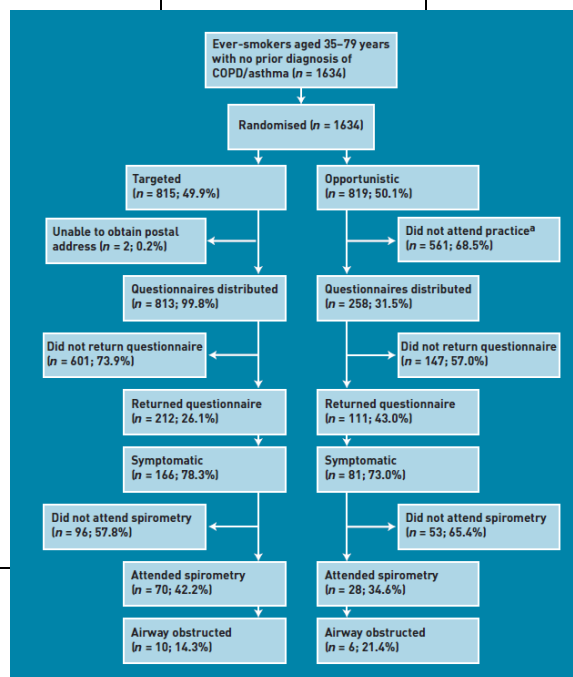 Ever-smokers aged 35–79 years
with no prior diagnosis of
COPD/asthma (n = 1634)
Randomised (n = 1634)
Targeted
(n = 815; 49.9%)
Opportunistic
(n = 819; 50.1%)
Unable to obtain postal
address (n = 2; 0.2%)
Did not attend practiceᵃ
(n = 561; 68.5%)
Questionnaires distributed
(n = 813; 99.8%)
Questionnaires distributed
(n = 258; 31.5%)
Did not return questionnaire
(n = 601; 73.9%)
Did not return questionnaire
(n = 147; 57.0%)
Returned questionnaire
(n = 212; 26.1%)
Returned questionnaire
(n = 111; 43.0%)
Symptomatic
(n = 166; 78.3%)
Symptomatic
(n = 81; 73.0%)
Did not attend spirometry
(n = 96; 57.8%)
Did not attend spirometry
(n = 53; 65.4%)
Attended spirometry
(n = 70; 42.2%)
Attended spirometry
(n = 28; 34.6%)
Airway obstructed
(n = 10; 14.3%)
Airway obstructed
(n = 6; 21.4%)